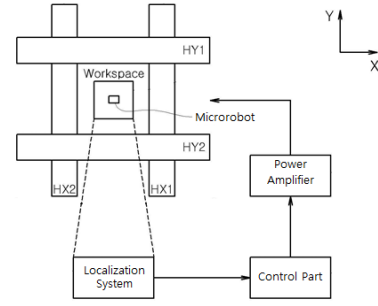 Y
HY1
X
Workspace
Microrobot
HY2
Power
Amplifier
HX2
HX1
Localization
System
Control Part